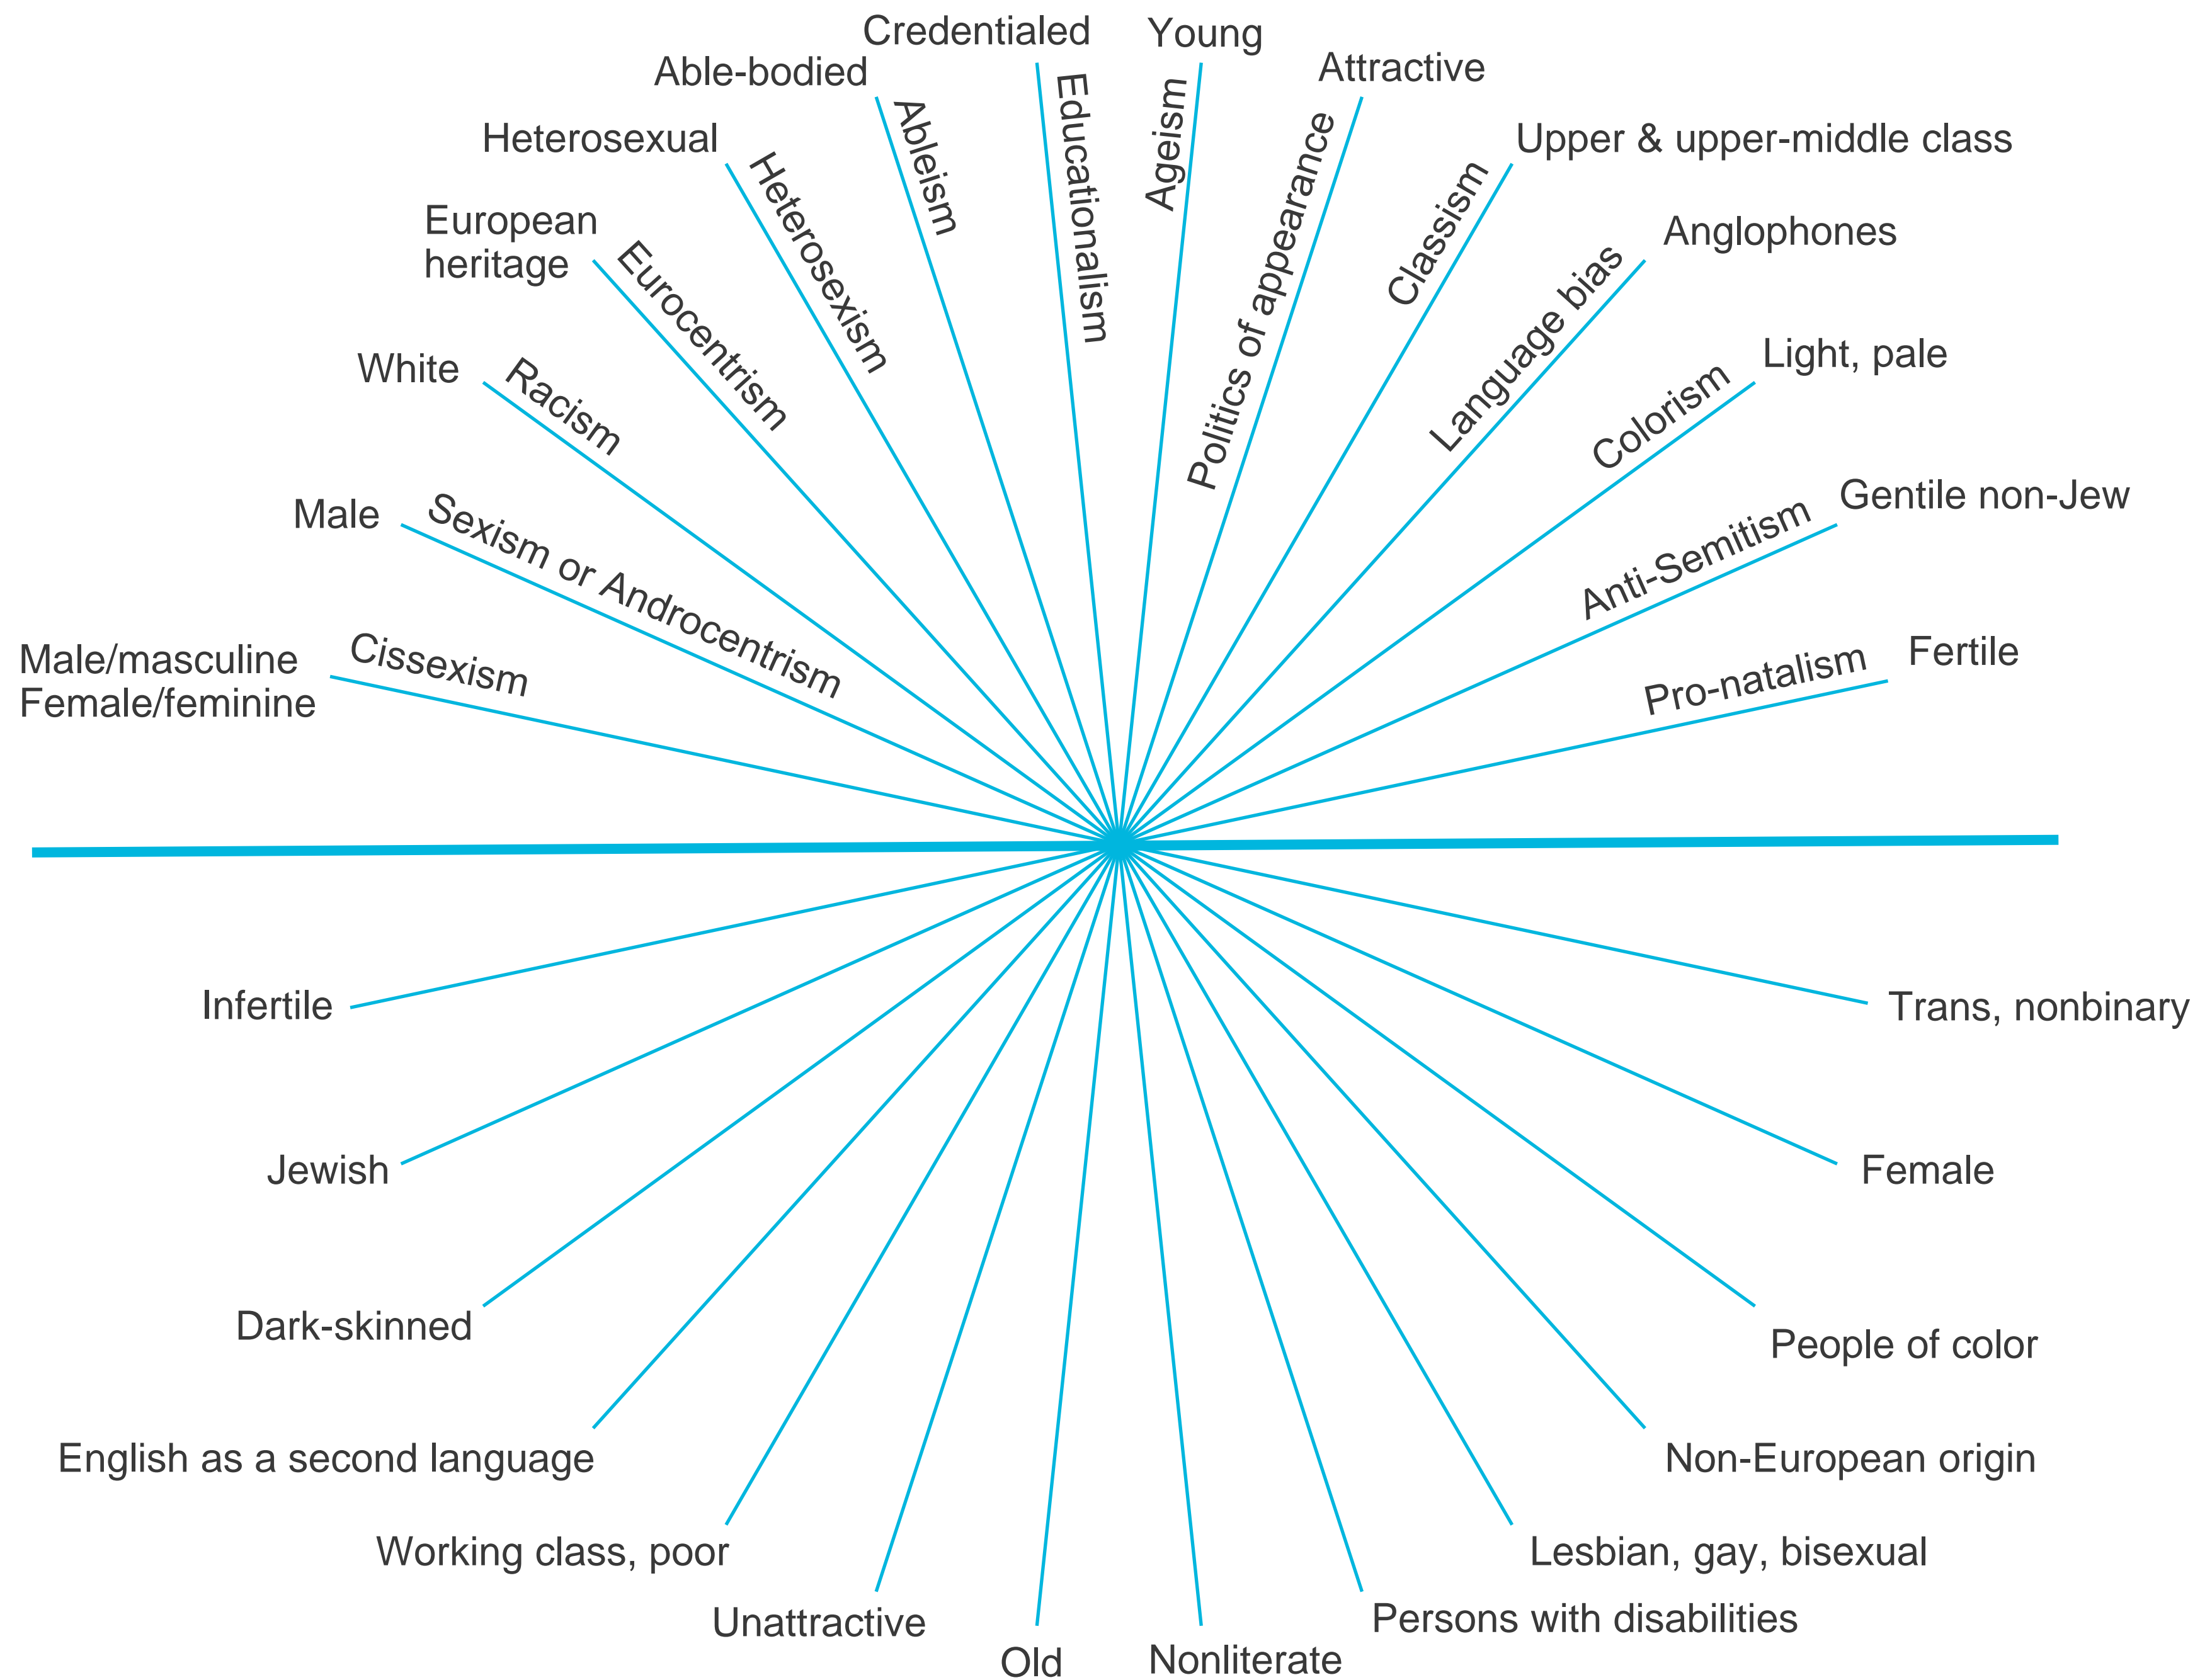 Credentialed
Young
Attractive
Able-bodied
Heterosexual
Upper & upper-middle class
European
heritage
Anglophones
White
Light, pale
Male
Gentile non-Jew
Male/masculine
Female/feminine
Fertile
Cissexism
Sexism or Androcentrism
Racism
Eurocentrism
Heterosexism
Ableism
Educationalism
Ageism
Politics of appearance
Classism
Language bias
Colorism
Anti-Semitism
Pro-natalism
Infertile
Trans, nonbinary
Jewish
Female
Dark-skinned
People of color
English as a second language
Non-European origin
Working class, poor
Lesbian, gay, bisexual
Unattractive
Persons with disabilities
Old
Nonliterate